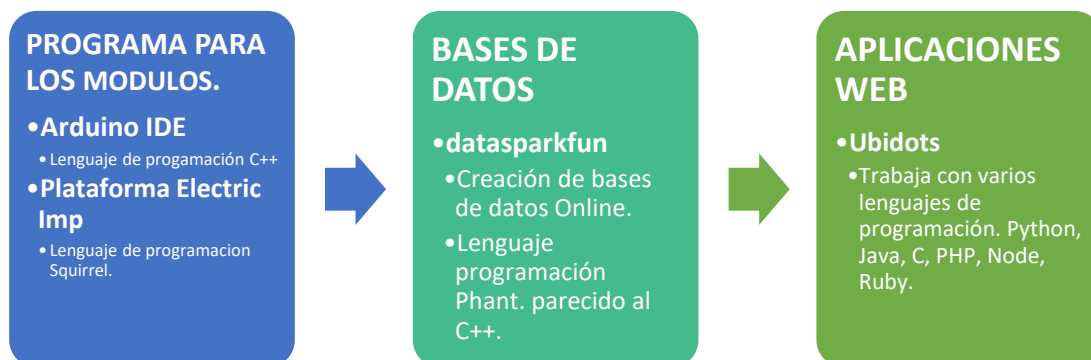 PROGRAMA PARA
LOS MODULOS.
•Arduino IDE
•Lenguaje de progamación C++
•Plataforma Electric
Imp
•Lenguaje de programacion
Squirrel.
BASES DE
DATOS
•datasparkfun
•Creación de bases
de datos Online.
•Lenguaje
programación
Phant. parecido al
C++.
APLICACIONES
WEB
•Ubidots
•Trabaja con varios
lenguajes de
programación. Python,
Java, C, PHP, Node,
Ruby.